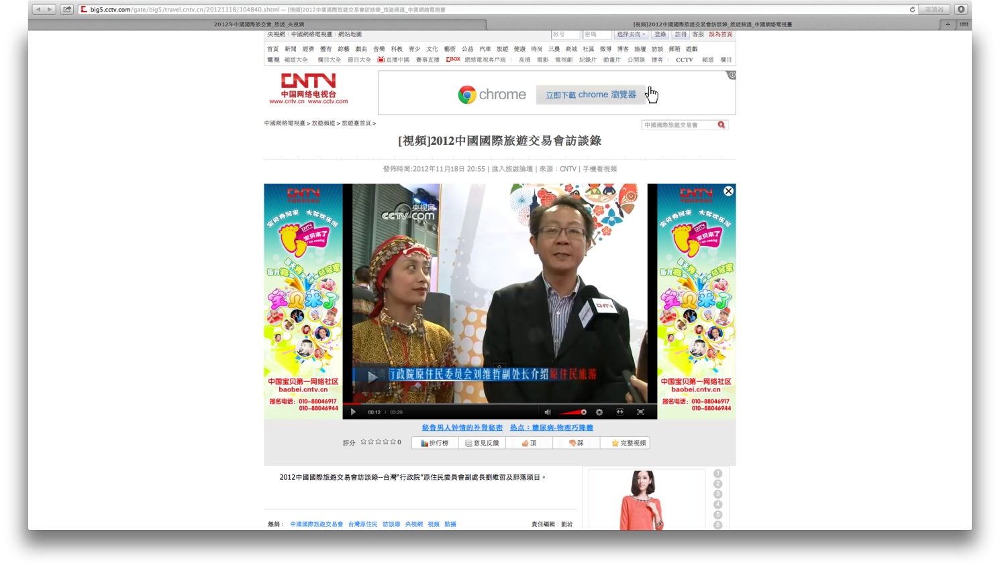 big5.cctv.com/gate/big5/travel.cntv.cn/20121118/104840.shtml — [視頻]2012中國國際旅遊交易會訪談錄_旅遊頻道_中國網絡電視臺
閱讀器
2012年中國國際旅交會_旅遊_央視網
[視頻]2012中國國際旅遊交易會訪談錄_旅遊頻道_中國網絡電視臺
央視網 | 中國網絡電視臺 | 網站地圖
帐号 密碼 选择去向 登錄 註冊 客服 設為首頁
首頁 新聞 經濟 體育 綜藝 戲曲 音樂 科教 青少 文化 藝術 公益 汽車 旅遊 健康 時尚 三農 商城 社區 微博 博客 論壇 訪談 郵箱 遊戲
電視 頻道大全 欄目大全 節目大全 直播中國 賽事直播 CBOX 網絡電視客戶端 | 高清 電影 電視劇 紀錄片 動畫片 公開課 播客 | CCTV 頻道 欄目
CNTV
中国网络电视台
www.cntv.cn www.cctv.com
chrome 立即下載 chrome 瀏覽器
中國網絡電視臺 > 旅遊頻道 > 旅遊臺首頁 >
中國國際旅遊交易會
[視頻]2012中國國際旅遊交易會訪談錄
發佈時間:2012年11月18日 20:55 | 進入旅遊論壇 | 來源：CNTV | 手機看視頻
CNTV
中国网络电视台
宝贝秀风采 大奖欢乐送
CNTV
宝贝来了
I am coming
宝贝来了
中国宝贝第一网络社区
baobei.cntv.cn
报名电话：010-88046917
010-88046944
央视网
CCTV.COM
CNTV
行政院原住民委员会刘维哲副处长介绍原住民旅游
00:12 / 03:26
CNTV
中国网络电视台
宝贝秀风采 大奖欢乐送
CNTV
宝贝来了
I am coming
宝贝来了
中国宝贝第一网络社区
baobei.cntv.cn
报名电话：010-88046917
010-88046944
秘鲁男人钟情的补肾秘密 热点：糖尿病-物理巧降糖
評分 0 排行榜 意見反饋 頂 踩 完整視頻
2012中國國際旅遊交易會訪談錄--台灣“行政院”原住民委員會副處長劉維哲及部落頭目。
1
2
3
4
5
6
熱詞： 中國國際旅遊交易會 台灣原住民 訪談錄 央視網 視頻 點播
責任編輯：劉岩